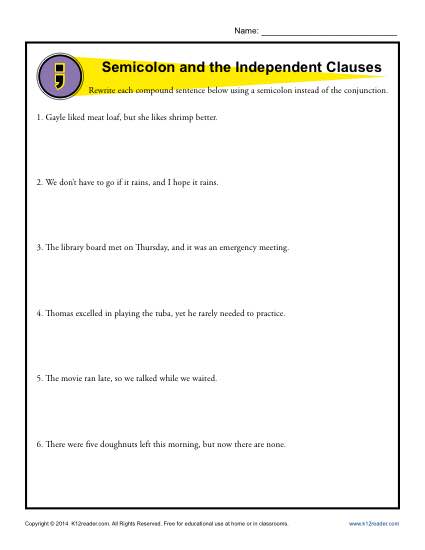 Name: ____________________
Semicolon and the Independent Clauses
Rewrite each compound sentence below using a semicolon instead of the conjunction.
1. Gayle liked meat loaf, but she likes shrimp better.
2. We don't have to go if it rains, and I hope it rains.
3. The library board met on Thursday, and it was an emergency meeting.
4. Thomas excelled in playing the tuba, yet he rarely needed to practice.
5. The movie ran late, so we talked while we waited.
6. There were five doughnuts left this morning, but now there are none.
Copyright © 2014 K12reader.com. All Rights Reserved. Free for educational use at home or in classrooms. www.k12reader.com